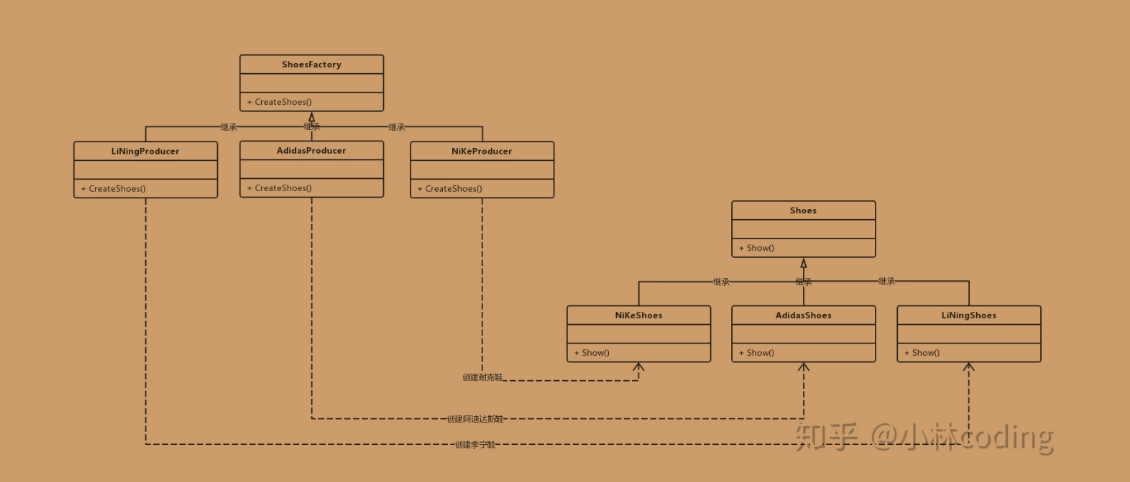 ShoesFactory
+ CreateShoes()
继承
继承
继承
LiNingProducer
+ CreateShoes()
AdidasProducer
+ CreateShoes()
NiKeProducer
+ CreateShoes()
Shoes
+ Show()
继承
继承
继承
NiKeShoes
+ Show()
AdidasShoes
+ Show()
LiNingShoes
+ Show()
创建耐克鞋
创建阿迪达斯鞋
创建李宁鞋
知乎 @小林coding